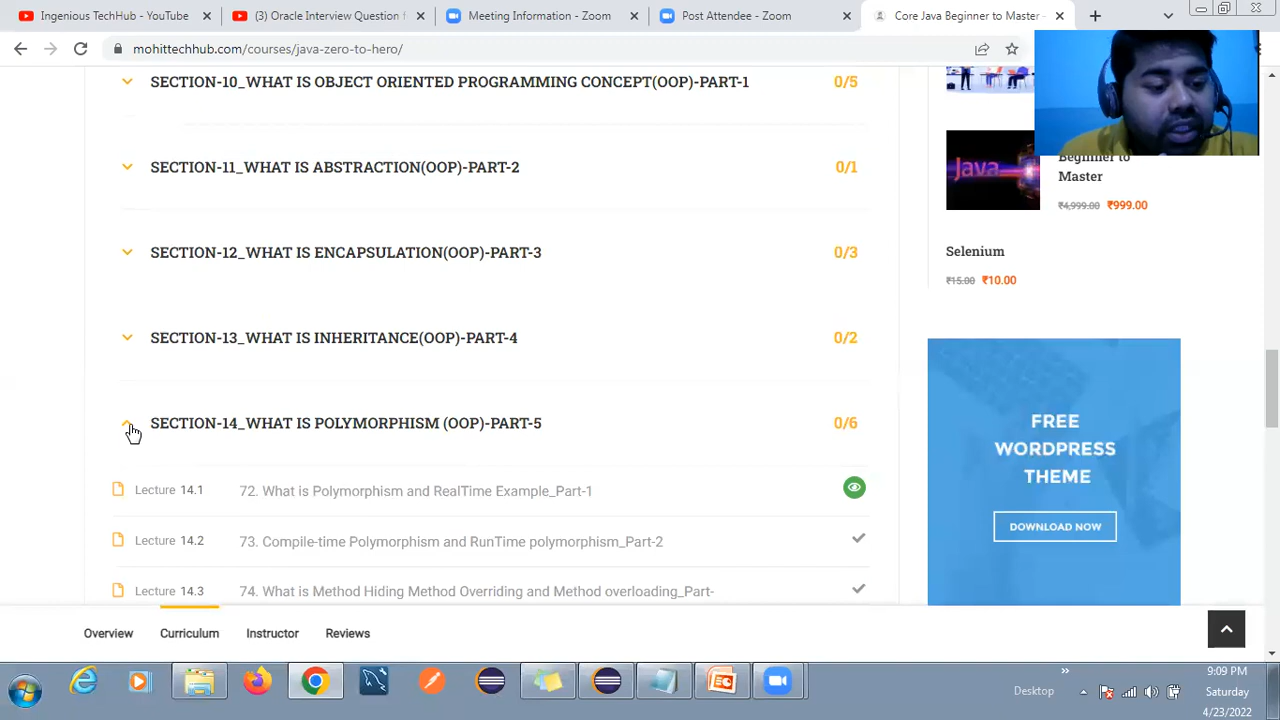 Ingenious TechHub - YouTube
(3) Oracle Interview Question f
Meeting Information - Zoom
Post Attendee - Zoom
Core Java Beginner to Master -
mohittechhub.com/courses/java-zero-to-hero/
SECTION-10_WHAT IS OBJECT ORIENTED PROGRAMMING CONCEPT(OOP)-PART-1 0/5
SECTION-11_WHAT IS ABSTRACTION(OOP)-PART-2 0/1
SECTION-12_WHAT IS ENCAPSULATION(OOP)-PART-3 0/3
SECTION-13_WHAT IS INHERITANCE(OOP)-PART-4 0/2
SECTION-14_WHAT IS POLYMORPHISM (OOP)-PART-5 0/6
Lecture 14.1 72. What is Polymorphism and RealTime Example_Part-1
Lecture 14.2 73. Compile-time Polymorphism and RunTime polymorphism_Part-2
Lecture 14.3 74. What is Method Hiding Method Overriding and Method overloading_Part-
Java
Beginner to
Master
₹4,999.00 ₹999.00
Selenium
₹15.00 ₹10.00
FREE
WORDPRESS
THEME
DOWNLOAD NOW
Overview Curriculum Instructor Reviews
Desktop
9:09 PM
Saturday
4/23/2022